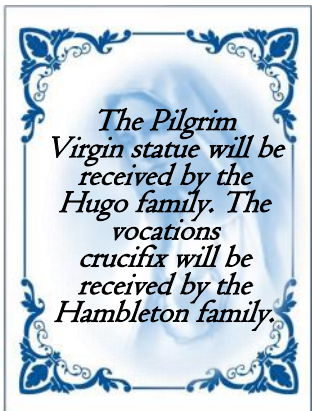 The Pilgrim
Virgin statue will be
received by the
Hugo family. The
vocations
crucifix will be
received by the
Hambleton family.